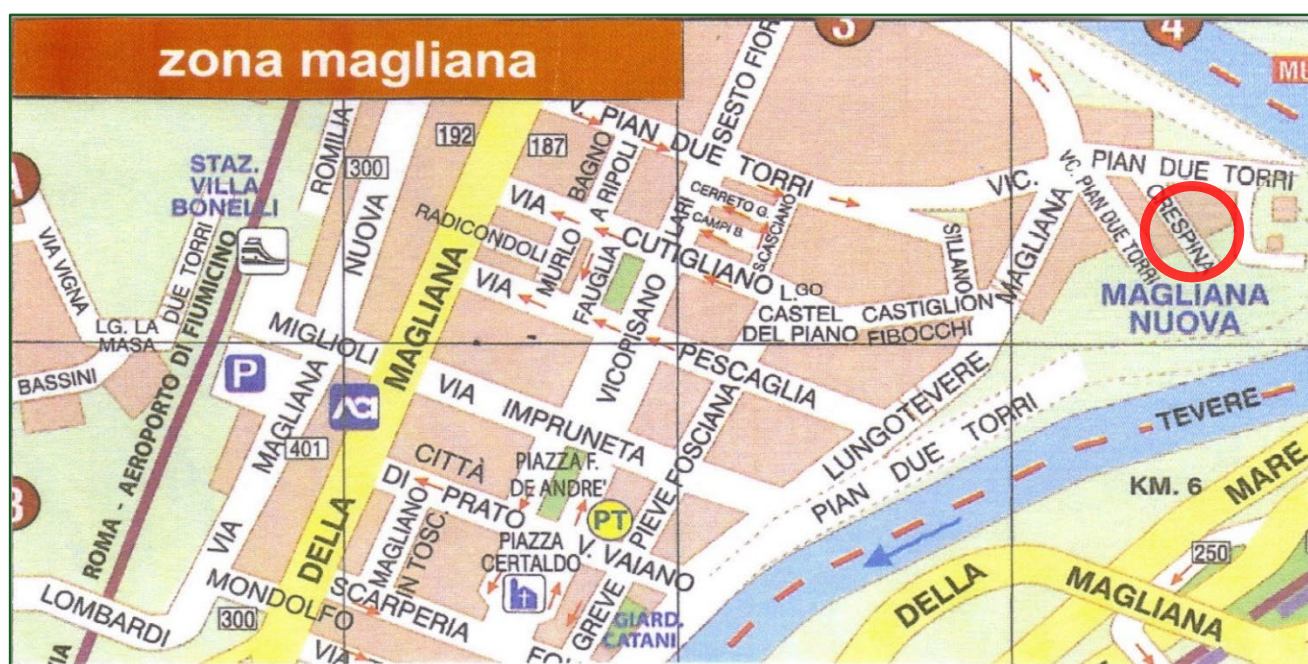 zona magliana
3
4
MU
A
B
STAZ.
VILLA
BONELLI
ROMILIA
300
NUOVA
192
187
V. PIAN DUE TORRI
SESTO FIOR
BAGNO
A RIPOLI
VIA
RADICONDOLI
MURLO
VIA
CUTIGLIANO
LARI
CERRETO G.
CAMPI B.
S.CASCIANO
VIC. PIAN DUE TORRI
VC. PIAN DUE TORRI
CRESPINA
MAGLIANA
NUOVA
STILANO
L.GO
CASTEL
DEL PIANO
CASTIGLION
FIBOCCHI
LUNGOTEVERE MAGLIANA
VIA VIGNA
DUE TORRI
LG. LA
MASA
BASSINI
ROMA - AEROPORTO DI FIUMICINO
P
ACI
MIGLIOLI
VIA IMPRUNETA
FAUGLIA
VICOPISANO
PESCAGLIA
DELLA MAGLIANA
VIA MAGLIANA
401
CITTÀ
DI PRATO
PIAZZA F.
DE ANDRE'
PT
PIEVE FOSCIANA
PIAN DUE TORRI
TEVERE
KM. 6
MARE
250
DELLA MAGLIANA
MAGLIANO
IN TOSC.
PIAZZA
CERTALDO
V. VAIANO
LOMBARDI
MONDOLFO
300
SCARPERIA
GREVE
GIARD.
CATANI
VIA
VIA